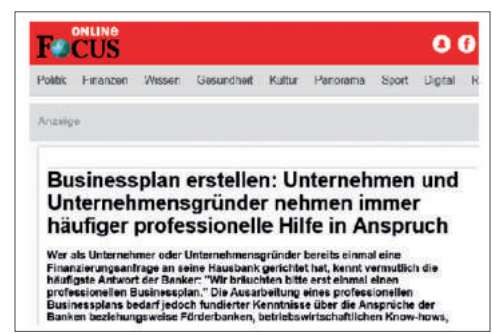 ONLINE
FOCUS
Politik Finanzen Wissen Gesundheit Kultur Panorama Sport Digital R
Anzeige
Businessplan erstellen: Unternehmen und
Unternehmensgründer nehmen immer
häufiger professionelle Hilfe in Anspruch
Wer als Unternehmer oder Unternehmensgründer bereits einmal eine
Finanzierungsanfrage an seine Hausbank gerichtet hat, kennt vermutlich die
häufigste Antwort der Banker: "Wir bräuchten bitte erst einmal einen
professionellen Businessplan." Die Ausarbeitung eines professionellen
Businessplans bedarf jedoch fundierter Kenntnisse über die Ansprüche der
Banken beziehungsweise Förderbanken, betriebswirtschaftlichen Know-hows,